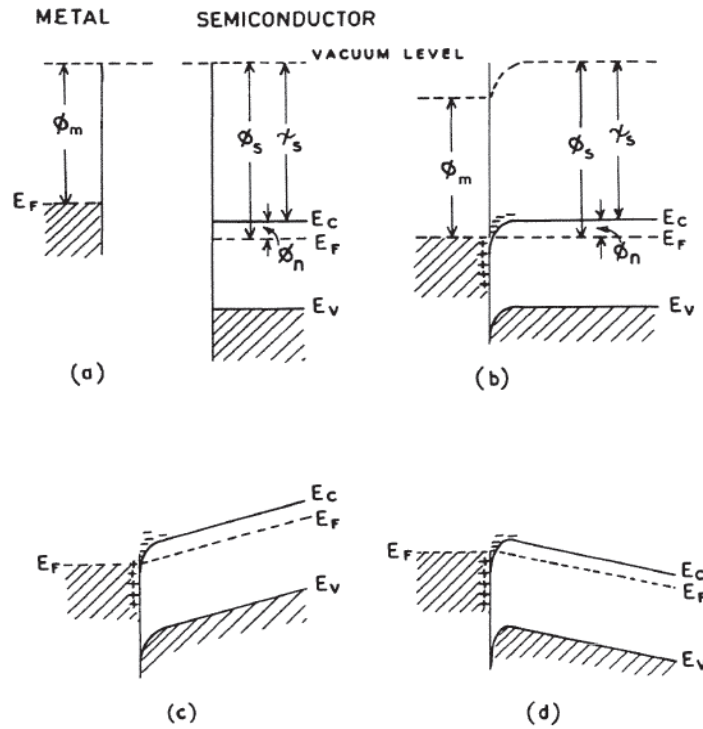 METAL SEMICONDUCTOR
VACUUM LEVEL
ϕm ϕs χs ϕm ϕs χs
EF EC EC
EF EF
ϕn ϕn
EV EV
(a) (b)
EC
EF
EF EF
EC
EF
EV
EV
(c) (d)